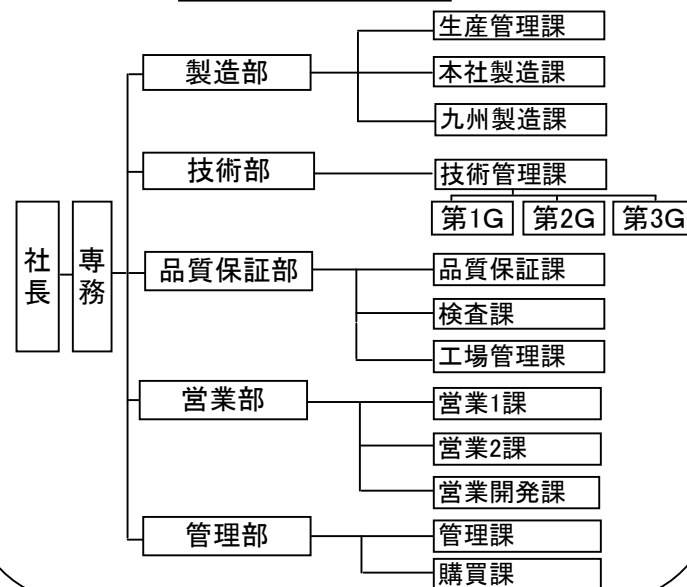 生産管理課
製造部
本社製造課
九州製造課
技術部
技術管理課
第1G 第2G 第3G
社長
専務
品質保証部
品質保証課
検査課
工場管理課
営業部
営業1課
営業2課
営業開発課
管理部
管理課
購買課